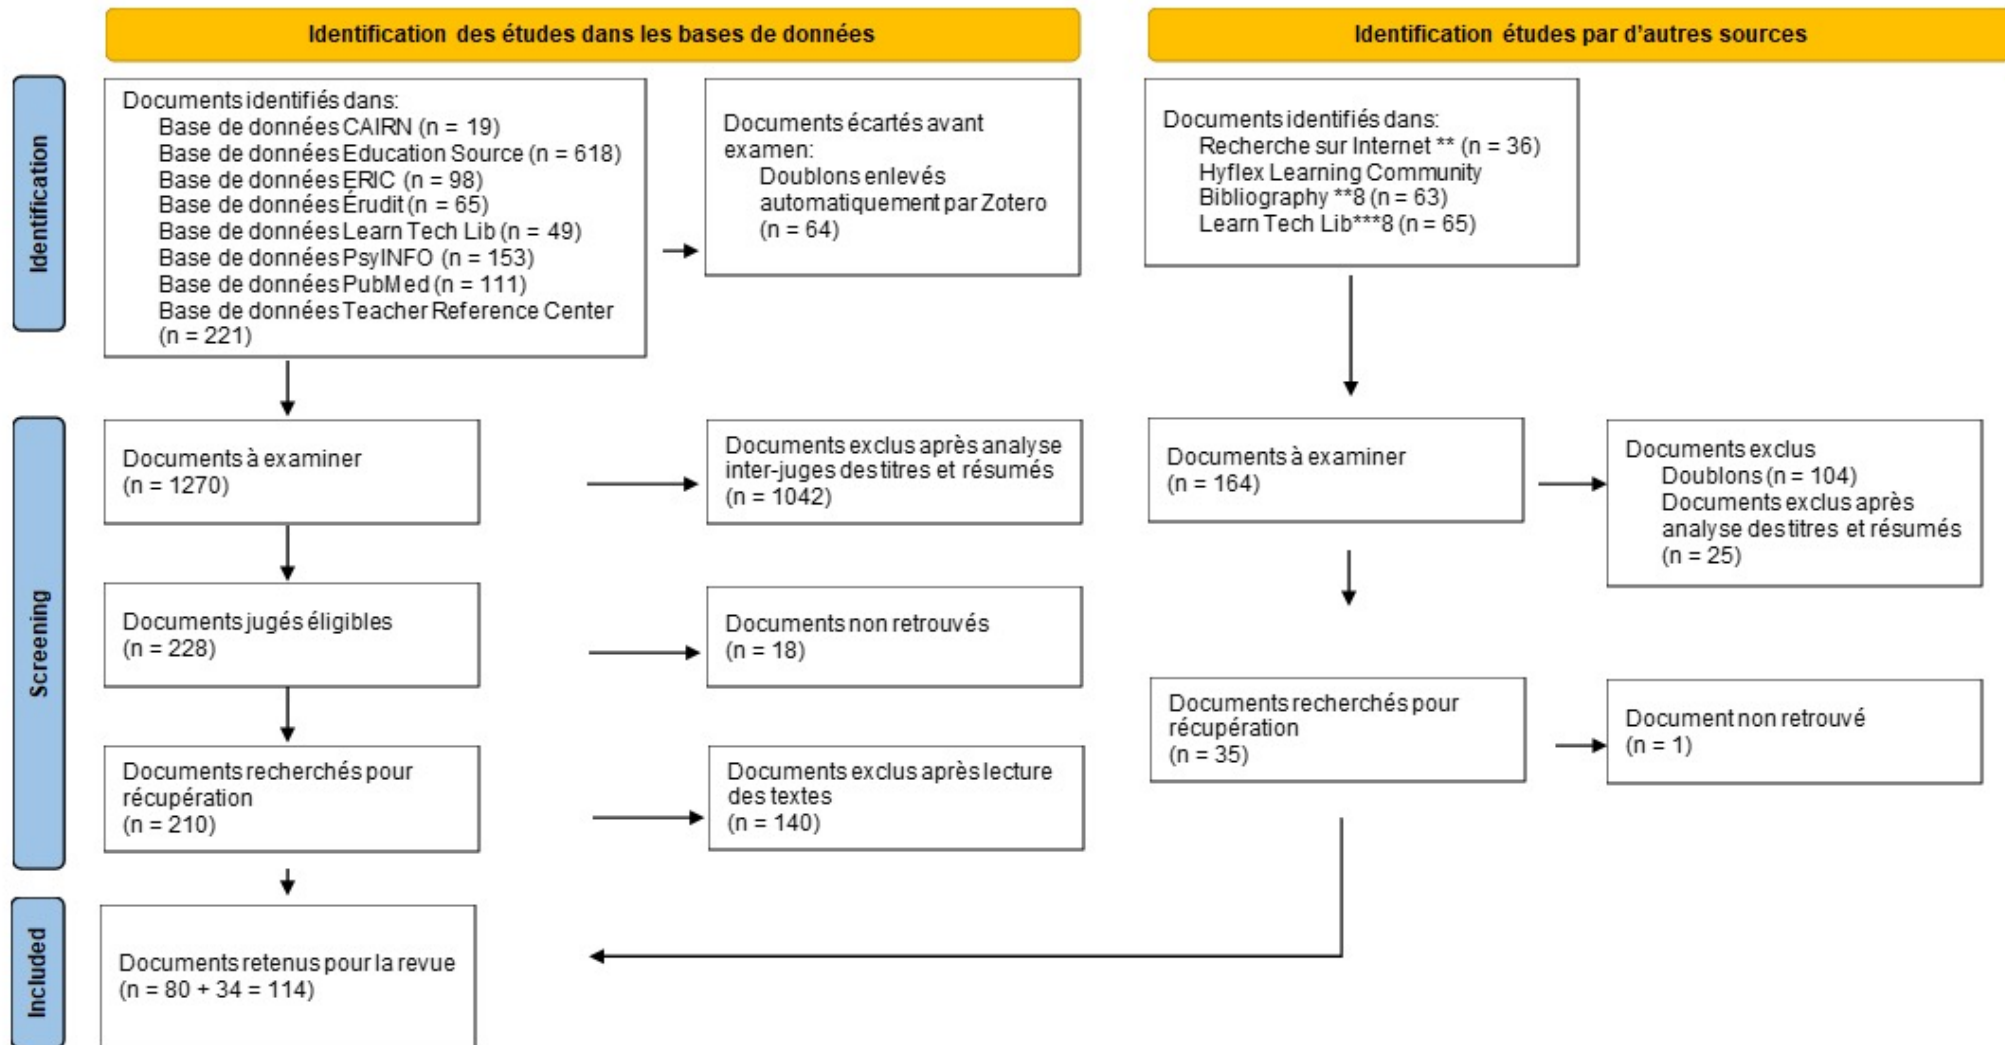 Identification des études dans les bases de données
Identification études par d'autres sources
Identification
Documents identifiés dans:
Base de données CAIRN (n = 19)
Base de données Education Source (n = 618)
Base de données ERIC (n = 98)
Base de données Érudit (n = 65)
Base de données Learn Tech Lib (n = 49)
Base de données PsyINFO (n = 153)
Base de données PubMed (n = 111)
Base de données Teacher Reference Center
(n = 221)
Documents écartés avant
examen:
Doublons enlevés
automatiquement par Zotero
(n = 64)
Documents identifiés dans:
Recherche sur Internet ** (n = 36)
Hyflex Learning Community
Bibliography **8 (n = 63)
Learn Tech Lib***8 (n = 65)
Screening
Documents à examiner
(n = 1270)
Documents exclus après analyse
inter-juges des titres et résumés
(n = 1042)
Documents à examiner
(n = 164)
Documents exclus
Doublons (n = 104)
Documents exclus après
analyse des titres et résumés
(n = 25)
Documents jugés éligibles
(n = 228)
Documents non retrouvés
(n = 18)
Documents recherchés pour
récupération
(n = 35)
Document non retrouvé
(n = 1)
Documents recherchés pour
récupération
(n = 210)
Documents exclus après lecture
des textes
(n = 140)
Included
Documents retenus pour la revue
(n = 80 + 34 = 114)